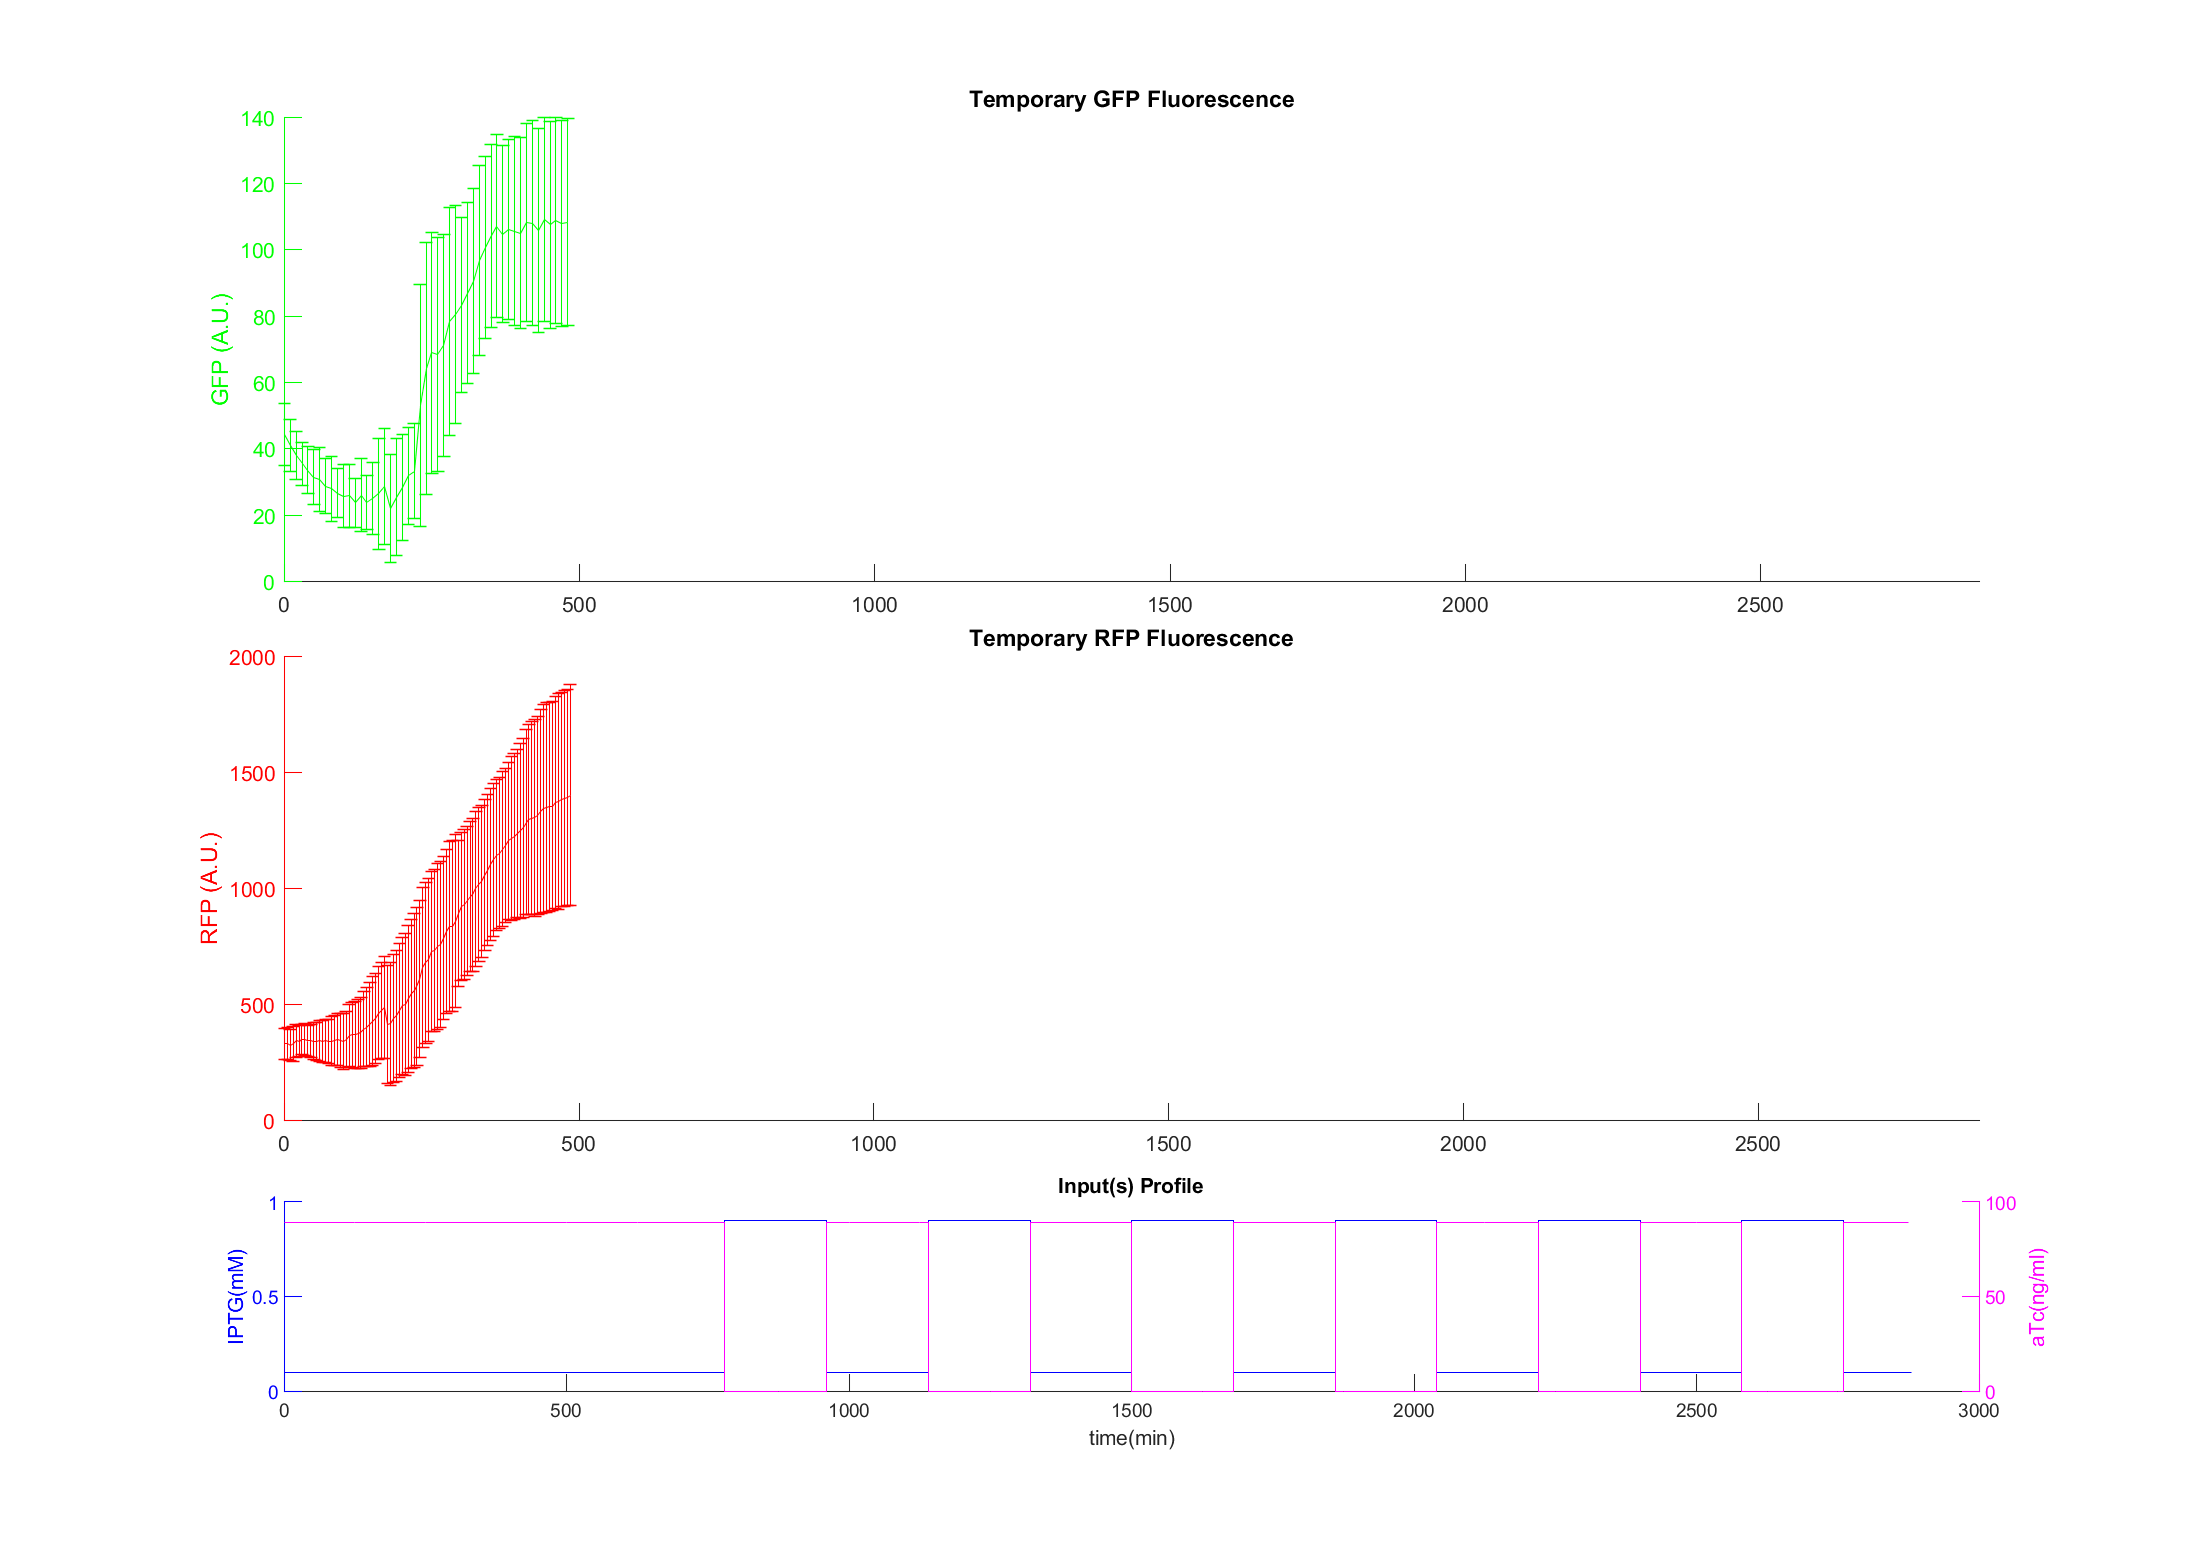 Temporary GFP Fluorescence
140
120
100
80
60
40
20
0
GFP (A.U.)
0 500 1000 1500 2000 2500
Temporary RFP Fluorescence
2000
1500
1000
500
0
RFP (A.U.)
0 500 1000 1500 2000 2500
Input(s) Profile
1
0.5
0
IPTG(mM)
100
50
0
aTc(ng/ml)
0 500 1000 1500 2000 2500 3000
time(min)